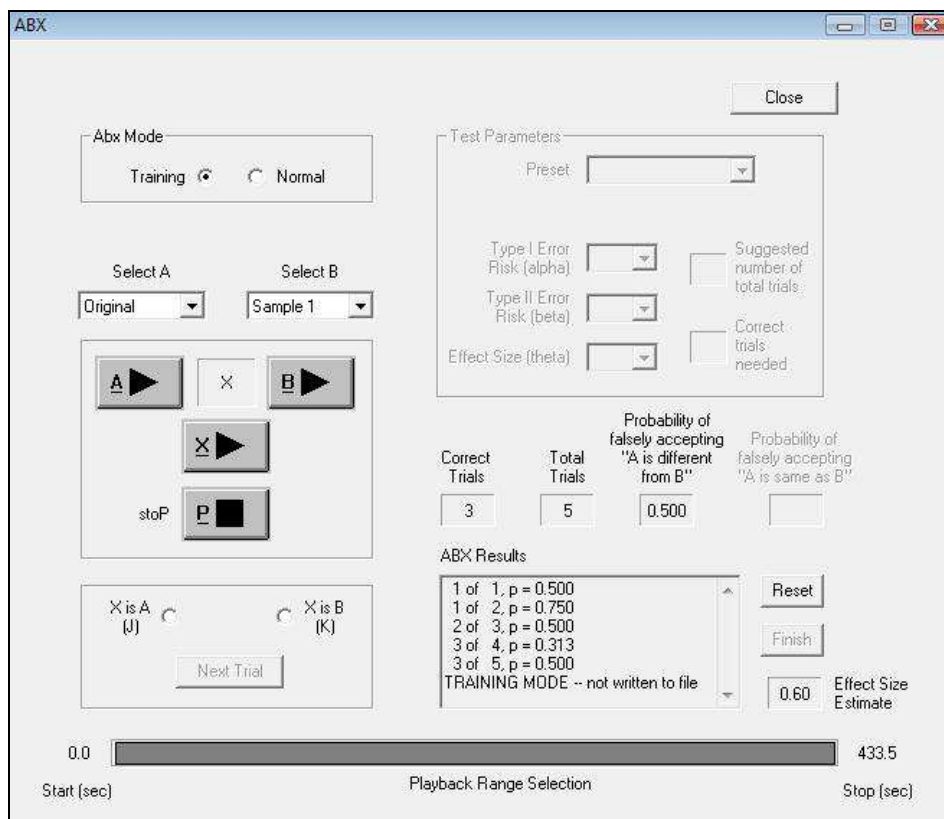 ABX
Close
Abx Mode
Training
Normal
Test Parameters
Preset
Select A
Select B
Original
Sample 1
Type I Error
Risk (alpha)
Suggested
number of
total trials
Type II Error
Risk (beta)
Effect Size (theta)
Correct
trials
needed
A
X
B
X
stoP
P
Correct
Trials
3
Total
Trials
5
Probability of
falsely accepting
"A is different
from B"
0.500
Probability of
falsely accepting
"A is same as B"
ABX Results
1 of 1, p = 0.500
1 of 2, p = 0.750
2 of 3, p = 0.500
3 of 4, p = 0.313
3 of 5, p = 0.500
TRAINING MODE -- not written to file
Reset
Finish
0.60
Effect Size
Estimate
X is A
(J)
X is B
(K)
Next Trial
0.0
433.5
Start (sec)
Playback Range Selection
Stop (sec)